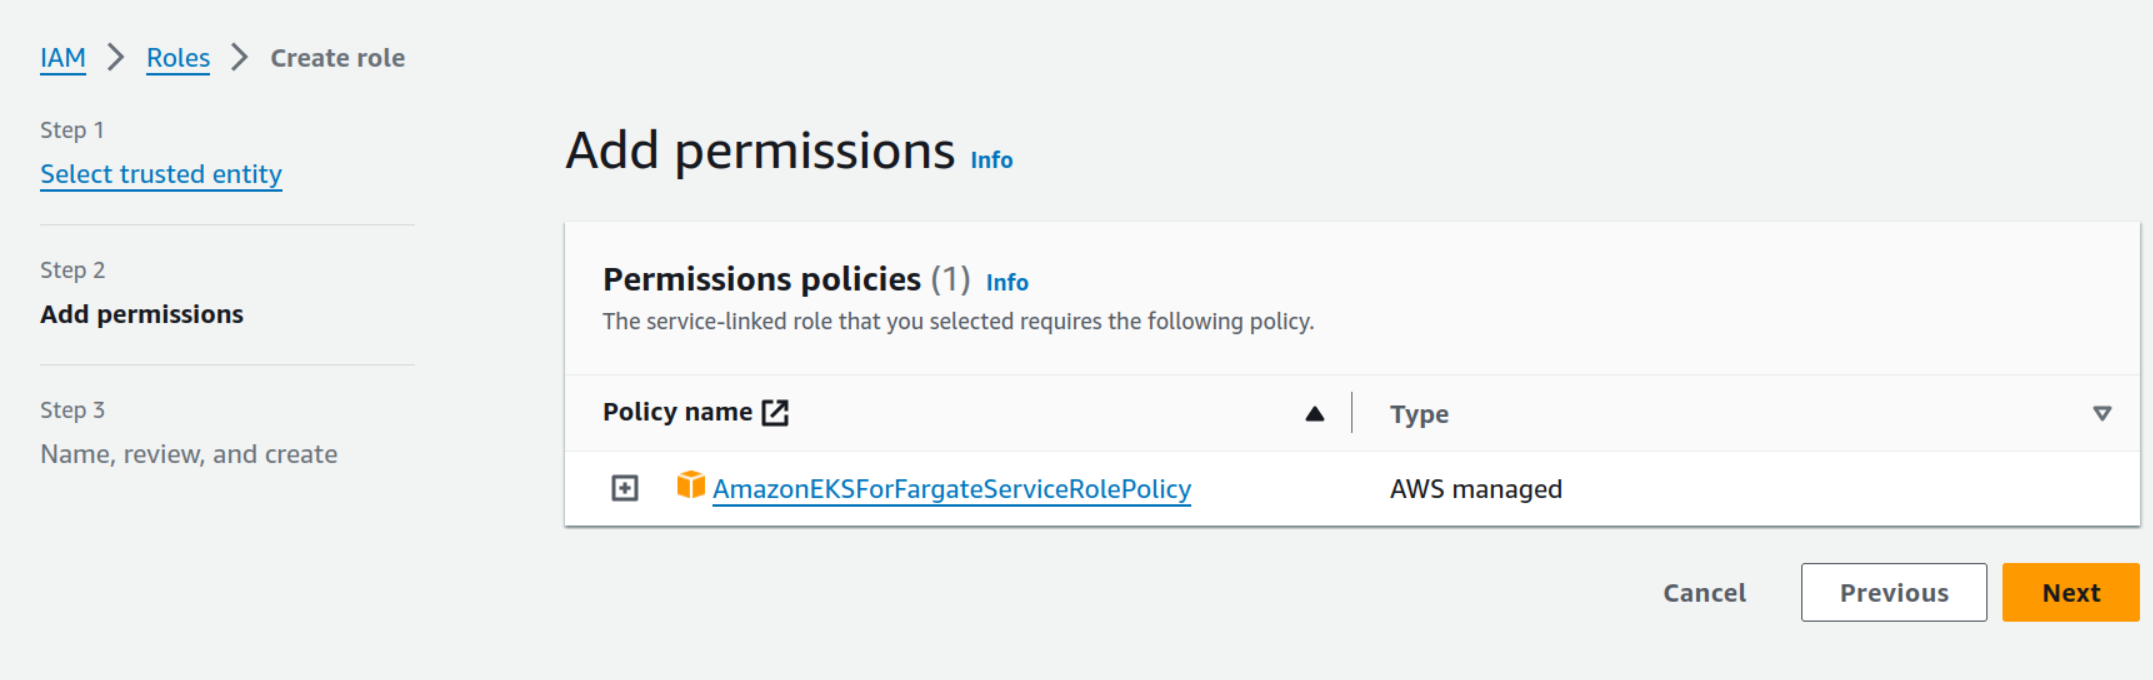 IAM > Roles > Create role
Step 1
Select trusted entity
Step 2
Add permissions
Step 3
Name, review, and create
Add permissions Info
Permissions policies (1) Info
The service-linked role that you selected requires the following policy.
Policy name Type
AmazonEKSForFargateServiceRolePolicy AWS managed
Cancel Previous Next